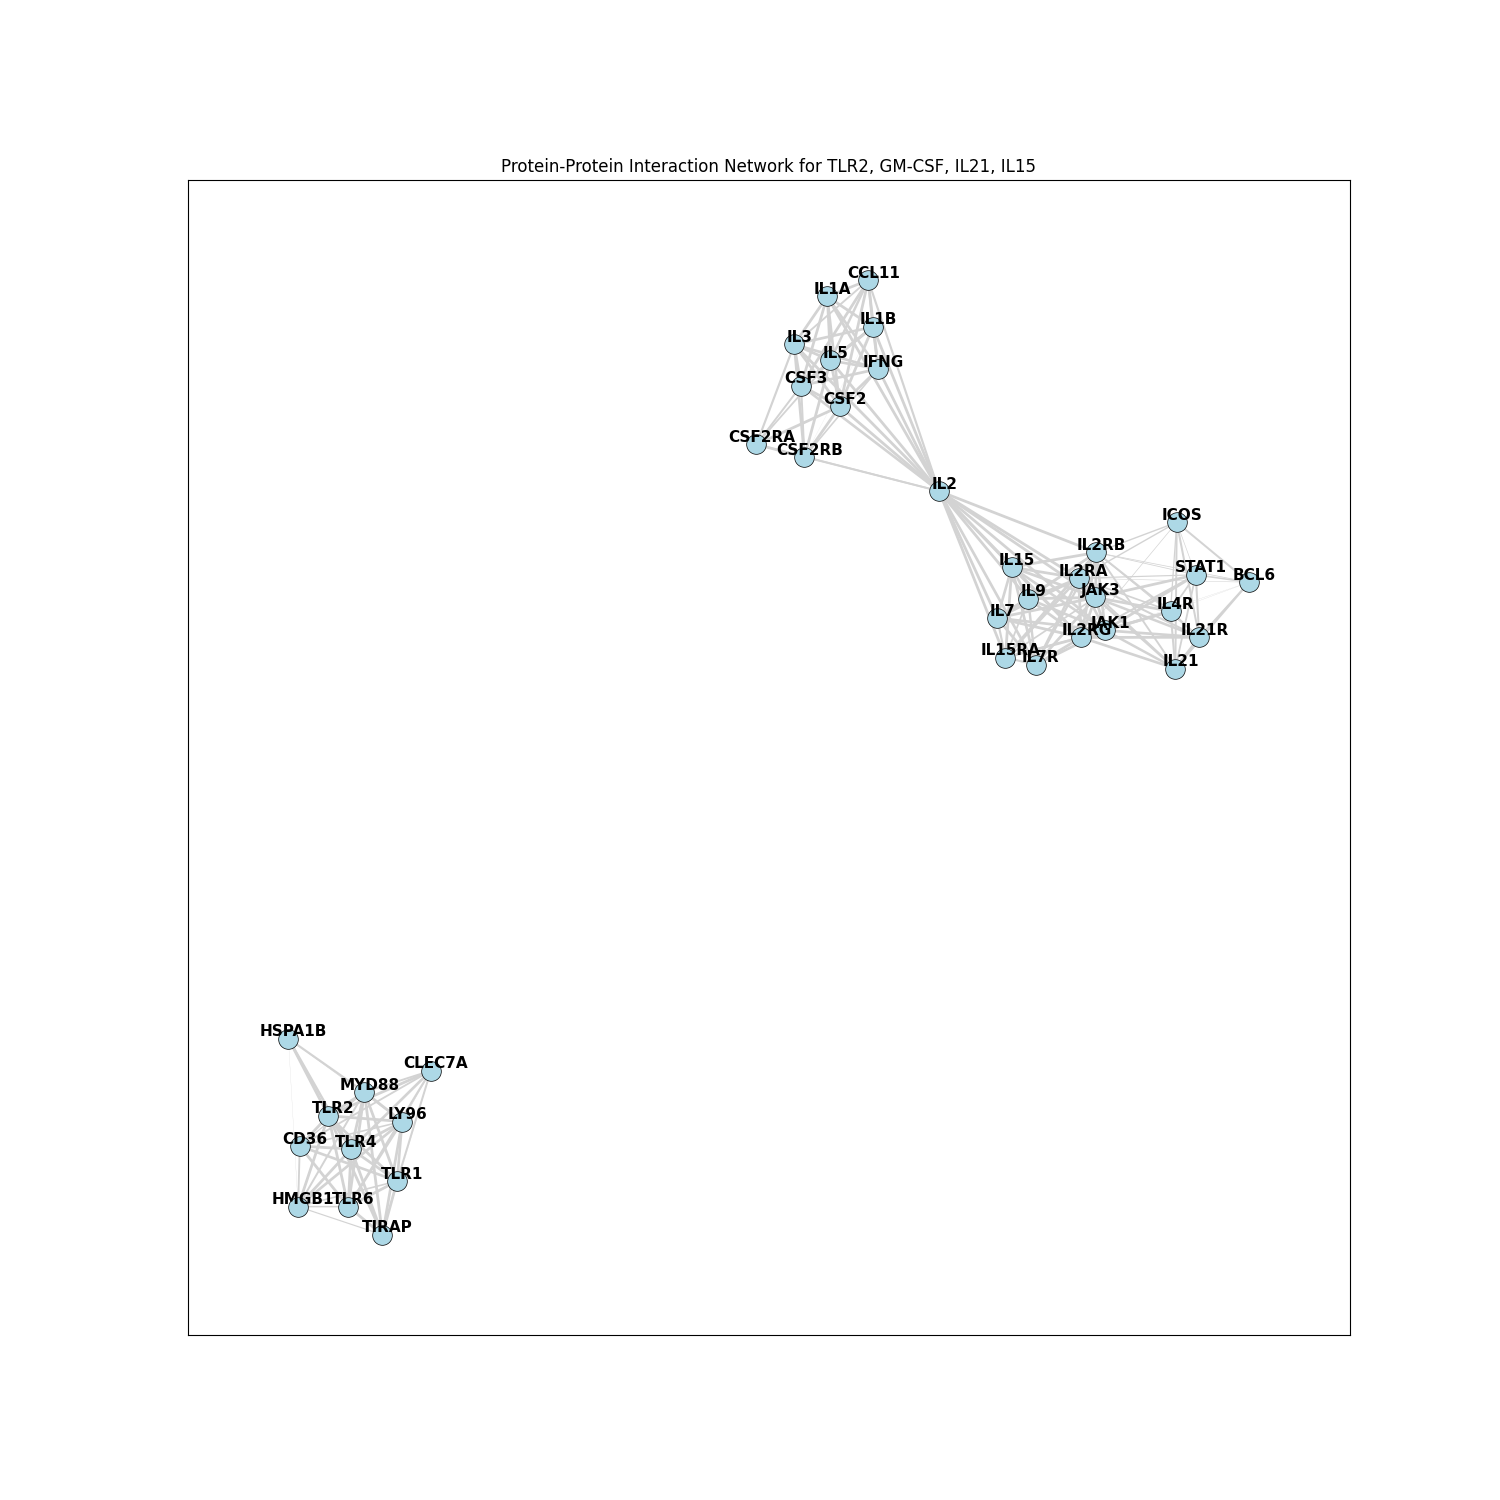 Protein-Protein Interaction Network for TLR2, GM-CSF, IL21, IL15
CCL11
IL1A
IL1B
IL3
IL5
IFNG
CSF3
CSF2
CSF2RA
CSF2RB
IL2
ICOS
IL2RB
IL15
IL2RA
STAT1
BCL6
IL9
JAK3
IL4R
IL7
JAK1
IL2RG
IL21R
IL15RA
IL7R
IL21
HSPA1B
CLEC7A
MYD88
TLR2
LY96
CD36
TLR4
TLR1
HMGB1
TLR6
TIRAP